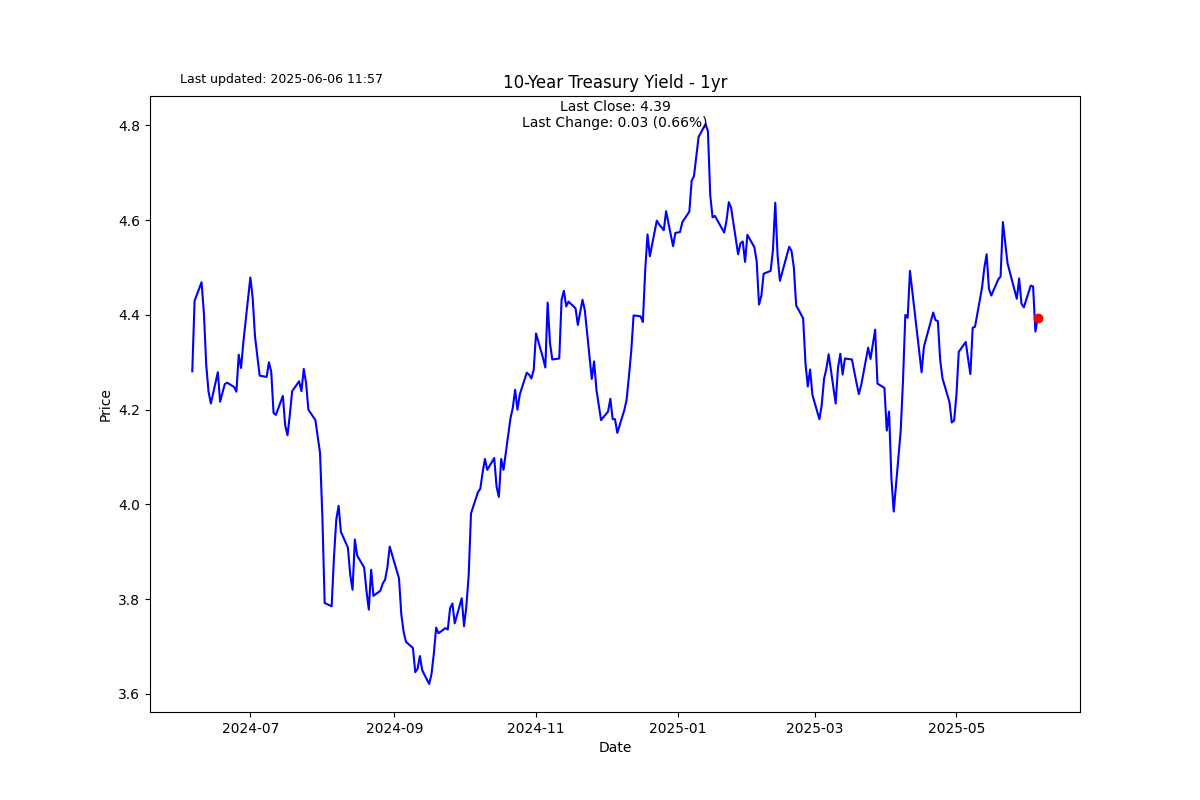 Last updated: 2025-06-06 11:57
10-Year Treasury Yield - 1yr
Last Close: 4.39
Last Change: 0.03 (0.66%)
Price
4.8
4.6
4.4
4.2
4.0
3.8
3.6
2024-07
2024-09
2024-11
2025-01
2025-03
2025-05
Date